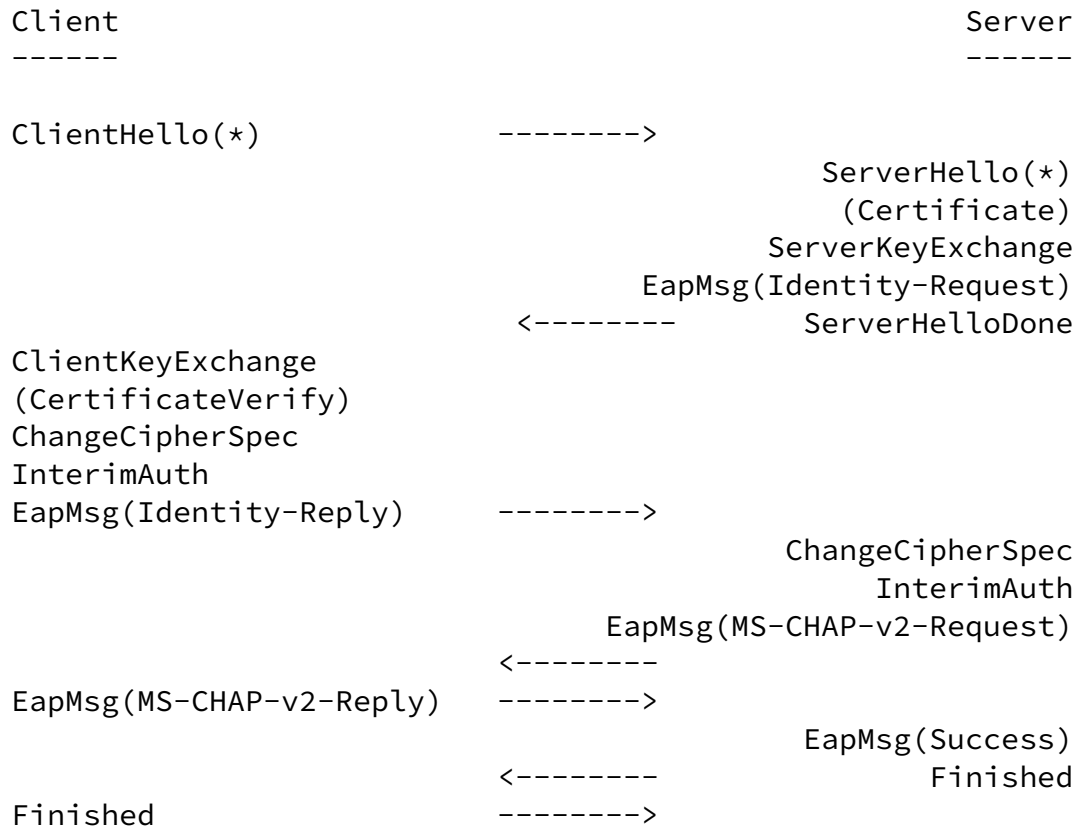 Client                                               Server
------                                               ------
ClientHello(*)             -------->
                                             ServerHello(*)
                                              (Certificate)
                                          ServerKeyExchange
                                   EapMsg(Identity-Request)
                            <--------       ServerHelloDone
ClientKeyExchange
(CertificateVerify)
ChangeCipherSpec
InterimAuth
EapMsg(Identity-Reply)     -------->
                                           ChangeCipherSpec
                                                InterimAuth
                                 EapMsg(MS-CHAP-v2-Request)
                           <--------
EapMsg(MS-CHAP-v2-Reply)   -------->
                                            EapMsg(Success)
                           <--------               Finished
Finished                   -------->